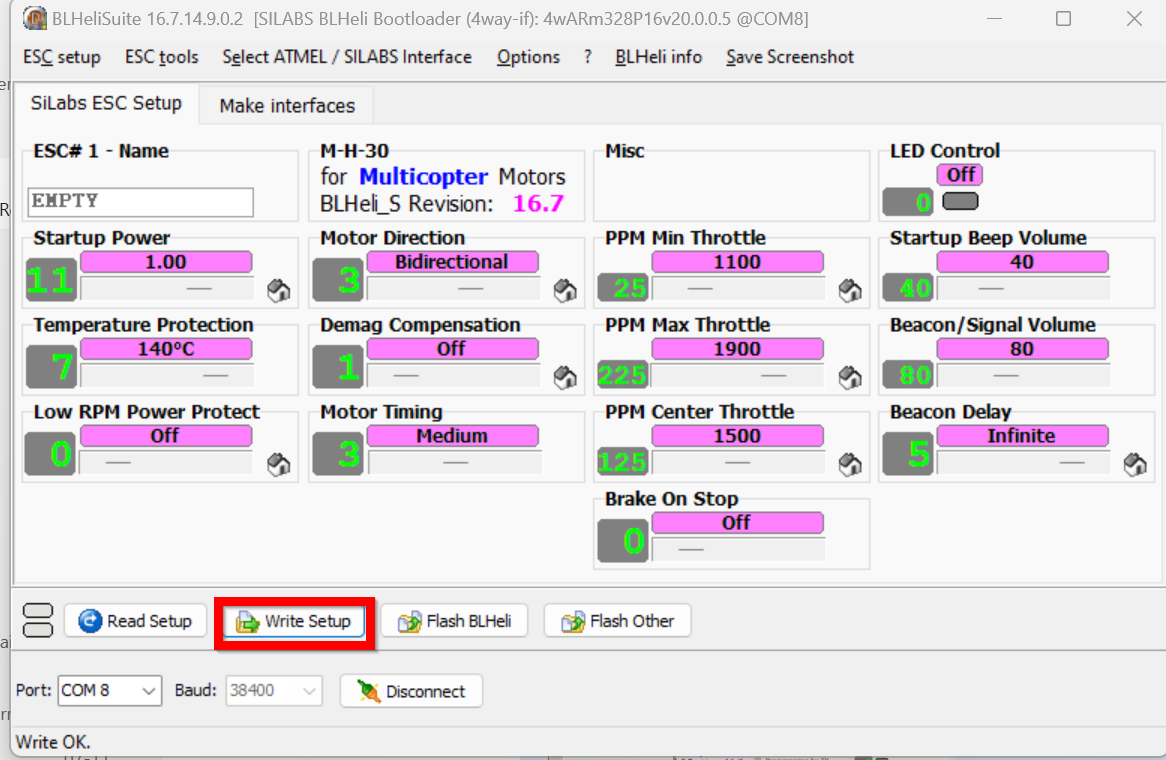 BLHeliSuite 16.7.14.9.0.2 [SILABS BLHeli Bootloader (4way-if): 4wARm328P16v20.0.0.5 @COM8]
ESC setup ESC tools Select ATMEL / SILABS Interface Options ? BLHeli info Save Screenshot
SiLabs ESC Setup Make interfaces
ESC# 1 - Name
EMPTY
M-H-30
for Multicopter Motors
BLHeli_S Revision: 16.7
Misc
LED Control
Off
0
Startup Power
1.00
11
Motor Direction
Bidirectional
3
PPM Min Throttle
1100
25
Startup Beep Volume
40
40
Temperature Protection
140°C
7
Demag Compensation
Off
1
PPM Max Throttle
1900
225
Beacon/Signal Volume
80
80
Low RPM Power Protect
Off
0
Motor Timing
Medium
3
PPM Center Throttle
1500
125
Beacon Delay
Infinite
5
Brake On Stop
Off
0
Read Setup Write Setup Flash BLHeli Flash Other
Port: COM 8 Baud: 38400 Disconnect
Write OK.